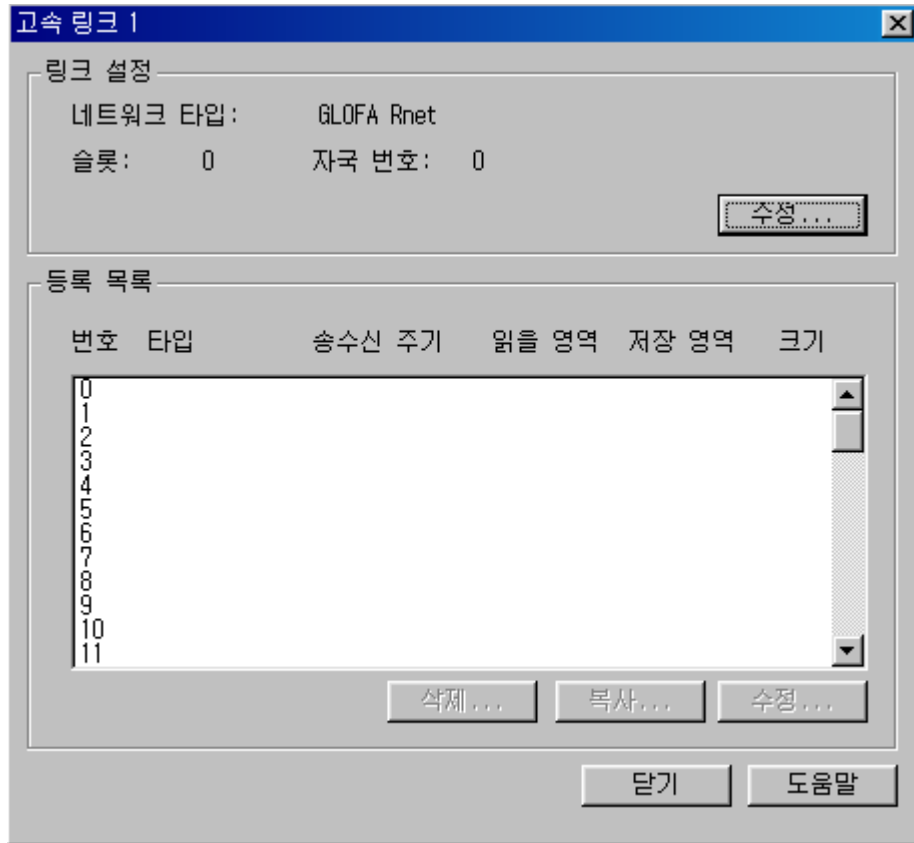 고속 링크 1
링크 설정
네트워크 타입: GLOFA Rnet
슬롯: 0 자국 번호: 0
수정...
등록 목록
번호 타입 송수신 주기 읽을 영역 저장 영역 크기
0
1
2
3
4
5
6
7
8
9
10
11
삭제... 복사... 수정...
닫기 도움말